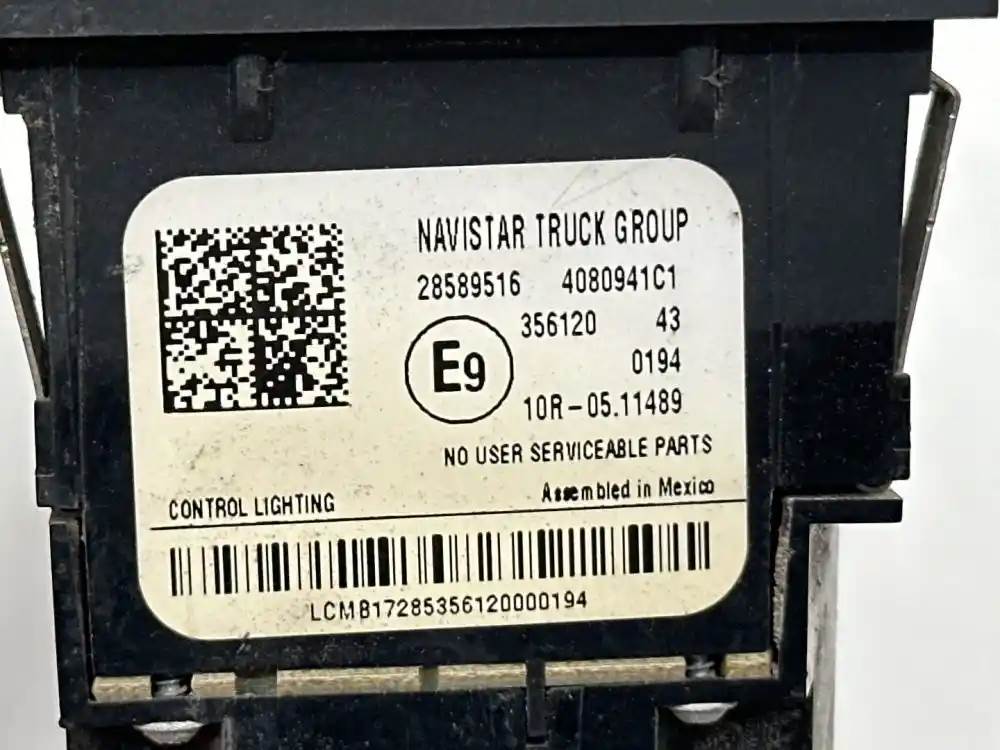 NAVISTAR TRUCK GROUP
28589516 4080941C1
356120 43
E9
0194
10R-05.11489
NO USER SERVICEABLE PARTS
Assembled in Mexico
CONTROL LIGHTING
LCM817285356120000194